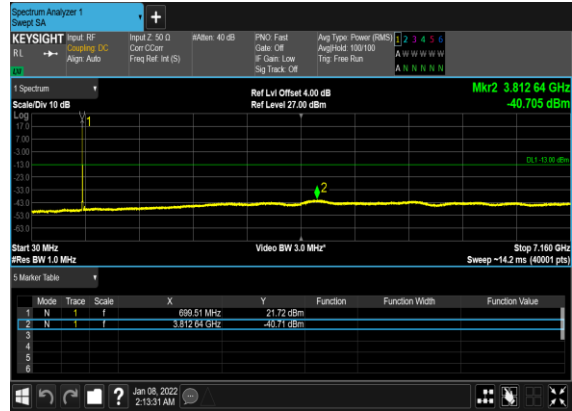 Spectrum Analyzer 1
Swept SA
+
KEYSIGHT Input: RF Input Z: 50 Ω #Atten: 40 dB PNO: Fast Avg Type: Power (RMS) 1 2 3 4 5 6
RL Coupling: DC Corr CCorr Gate: Off Avg|Hold: 100/100 A W W W W W
Align: Auto Freq Ref: Int (S) IF Gain: Low Trig: Free Run
Sig Track: Off A N N N N N
1 Spectrum Ref Lvl Offset 4.00 dB Mkr2 3.812 64 GHz
Scale/Div 10 dB Ref Level 27.00 dBm -40.705 dBm
Log
17.0
7.00
-3.00
-13.0
-23.0
-33.0
-43.0
-53.0
-63.0
1
DL1 -13.00 dBm
2
Start 30 MHz Video BW 3.0 MHz* Stop 7.160 GHz
#Res BW 1.0 MHz Sweep ~14.2 ms (40001 pts)
5 Marker Table
Mode Trace Scale X Y Function Function Width Function Value
1 N 1 f 699.51 MHz 21.72 dBm
2 N 1 f 3.812 64 GHz -40.71 dBm
3
4
5
6
? Jan 08, 2022
2:13:31 AM